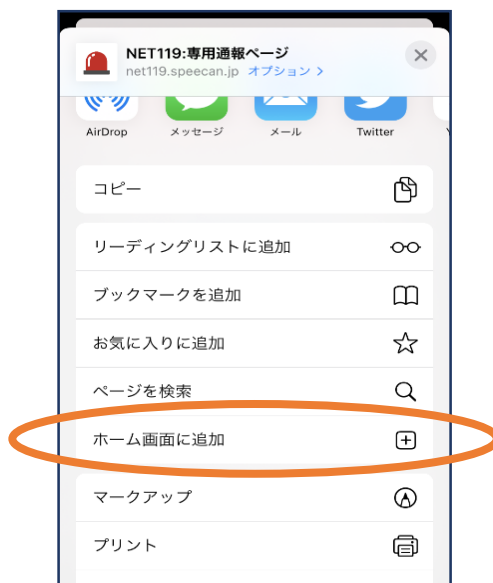 NET119:専用通報ページ
net119.speecan.jp オプション >
AirDrop メッセージ メール Twitter
コピー
リーディングリストに追加
ブックマークを追加
お気に入りに追加
ページを検索
ホーム画面に追加
マークアップ
プリント